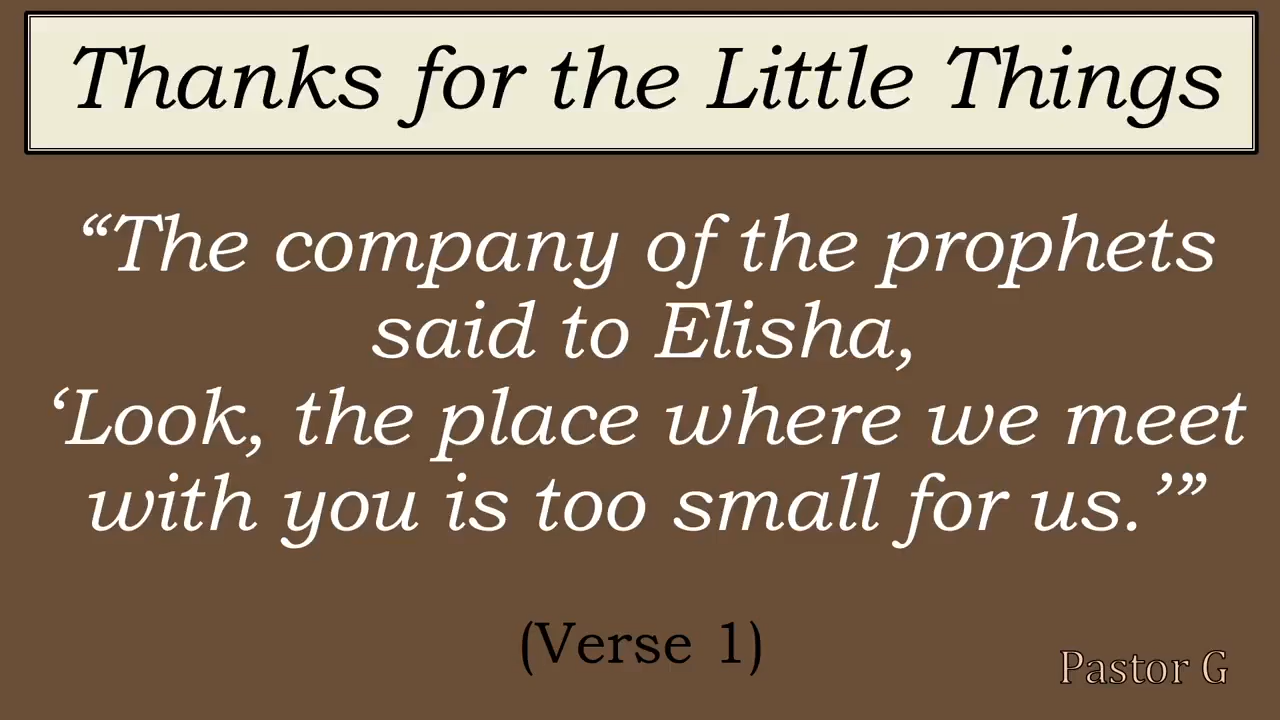 Thanks for the Little Things
“The company of the prophets
said to Elisha,
‘Look, the place where we meet
with you is too small for us.’”
(Verse 1)
Pastor G